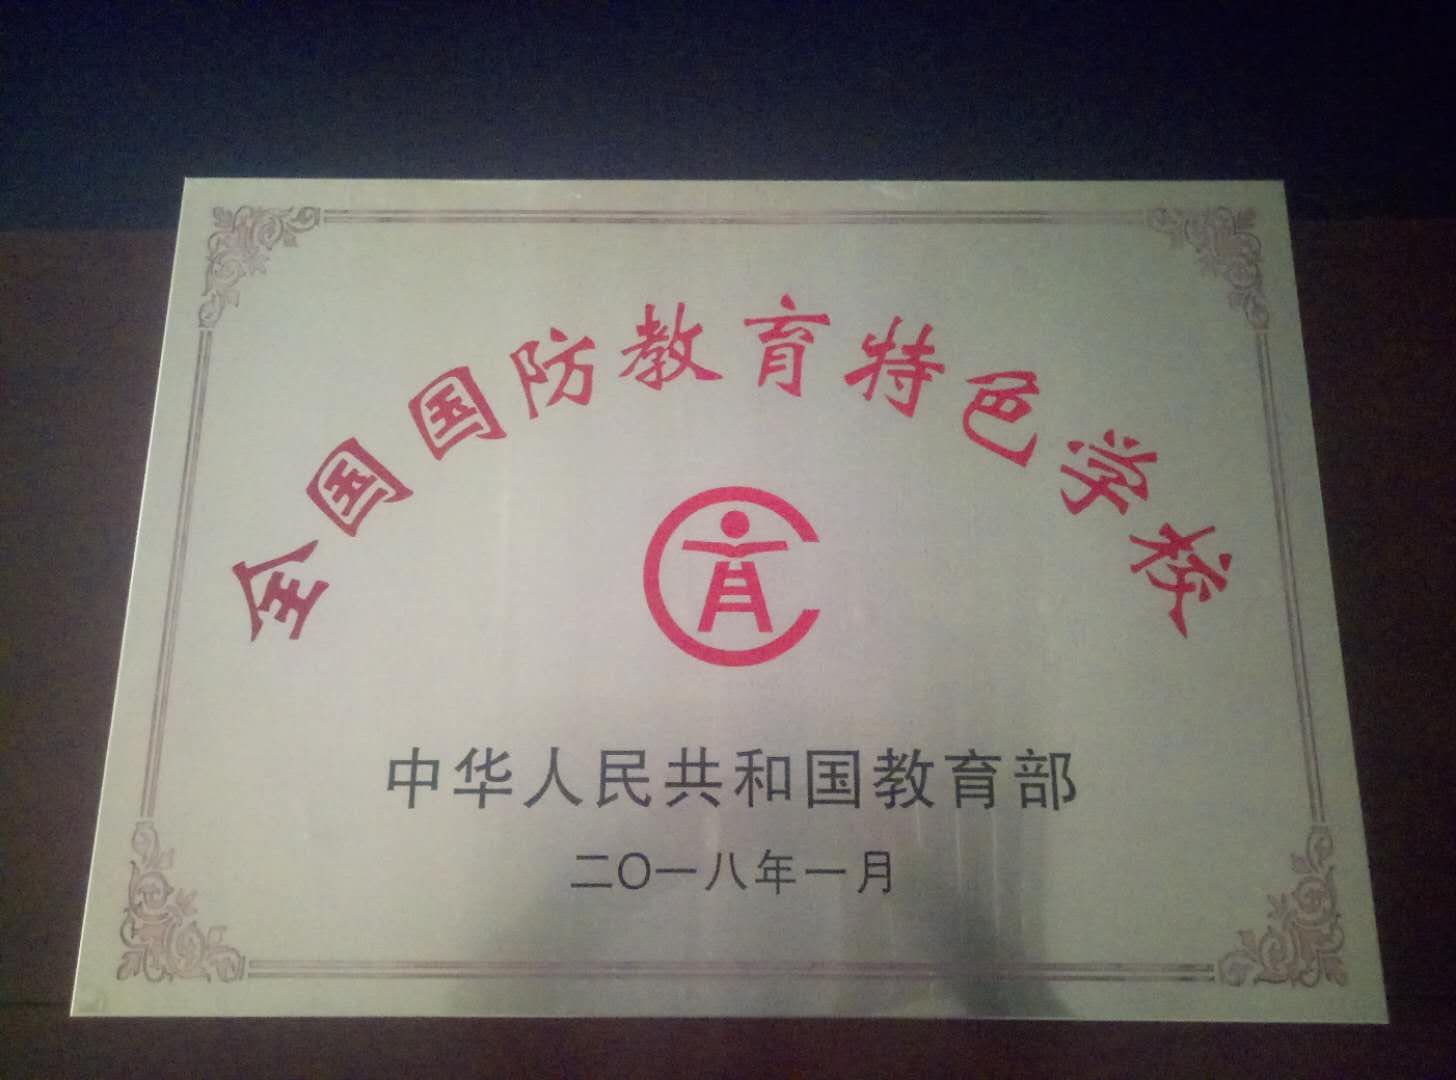 全国国防教育特色学校
中华人民共和国教育部
二〇一八年一月